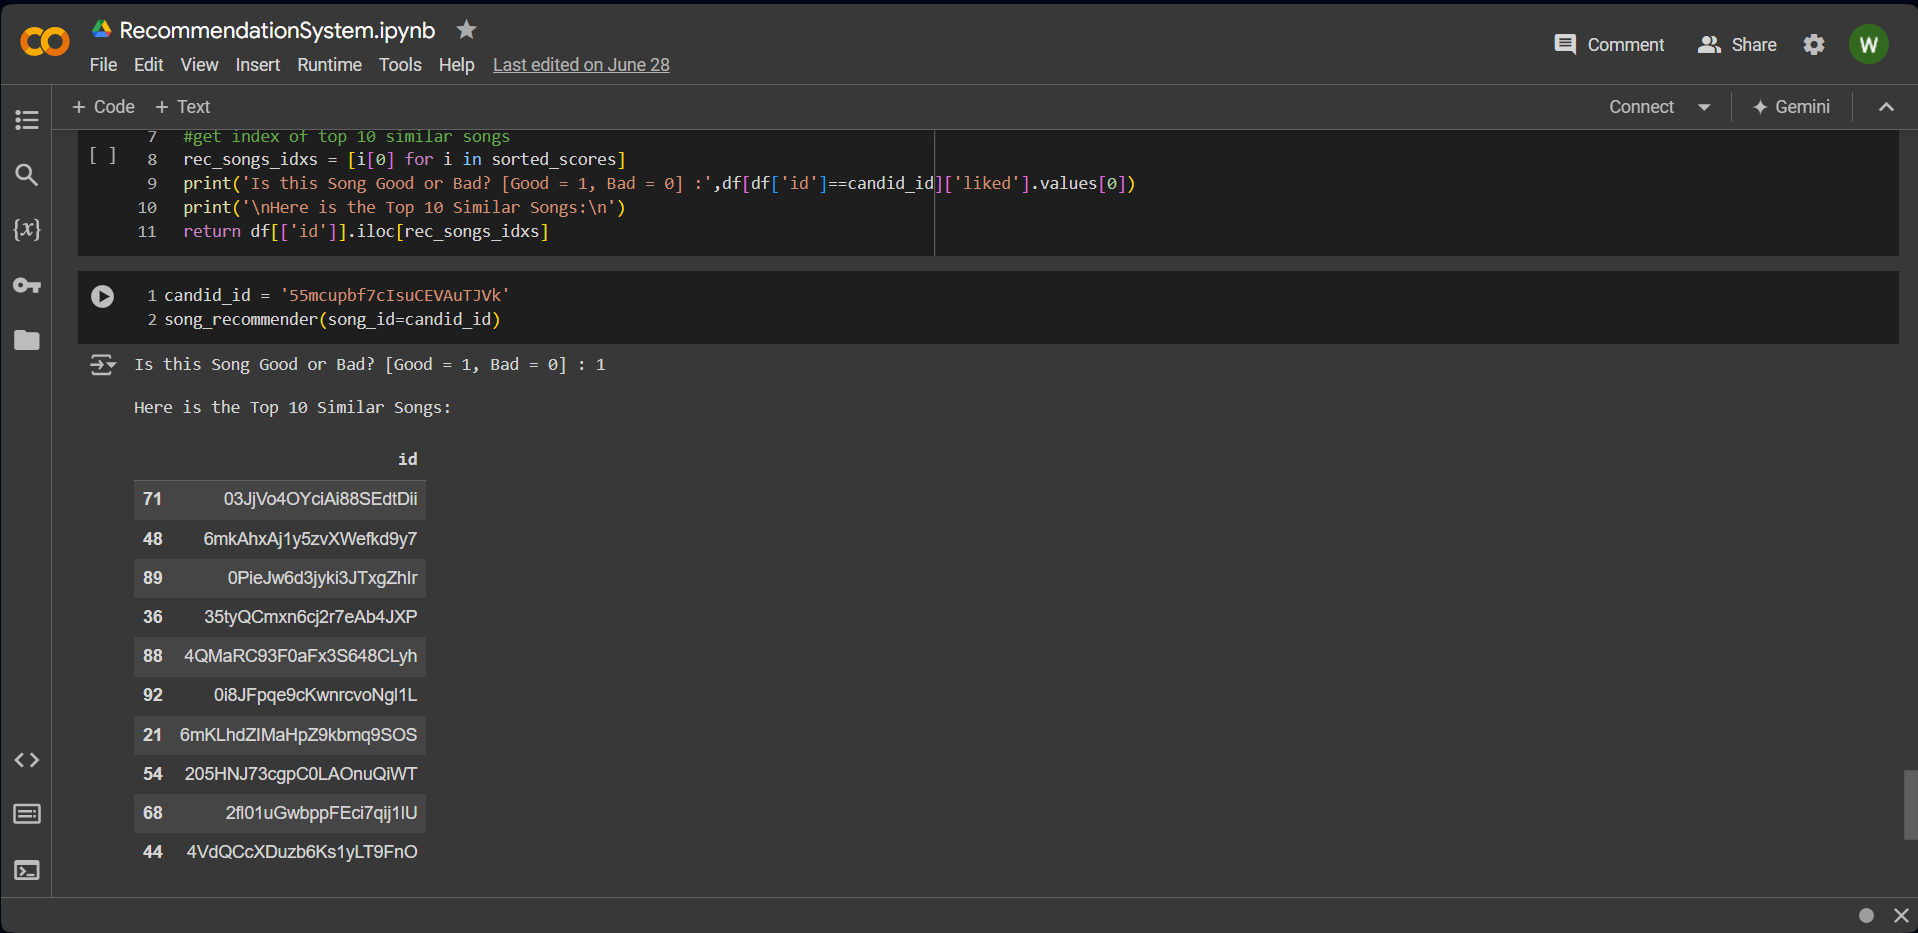 RecommendationSystem.ipynb
File Edit View Insert Runtime Tools Help Last edited on June 28
Comment Share W
+ Code + Text Connect Gemini
7 #get index of top 10 similar songs
[ ] 8 rec_songs_idxs = [i[0] for i in sorted_scores]
9 print('Is this Song Good or Bad? [Good = 1, Bad = 0] :',df[df['id']==candid_id]['liked'].values[0])
10 print('\nHere is the Top 10 Similar Songs:\n')
11 return df[['id']].iloc[rec_songs_idxs]
1 candid_id = '55mcupbf7cIsuCEVAuTJVk'
2 song_recommender(song_id=candid_id)
Is this Song Good or Bad? [Good = 1, Bad = 0] : 1
Here is the Top 10 Similar Songs:
id
71 03JjVo4OYciAi88SEdtDii
48 6mkAhxAj1y5zvXWefkd9y7
89 0PieJw6d3jyki3JTxgZhIr
36 35tyQCmxn6cj2r7eAb4JXP
88 4QMaRC93F0aFx3S648CLyh
92 0i8JFpqe9cKwnrcvoNgl1L
21 6mKLhdZIMaHpZ9kbmq9SOS
54 205HNJ73cgpC0LAOnuQiWT
68 2fl01uGwbppFEci7qij1lU
44 4VdQCcXDuzb6Ks1yLT9FnO